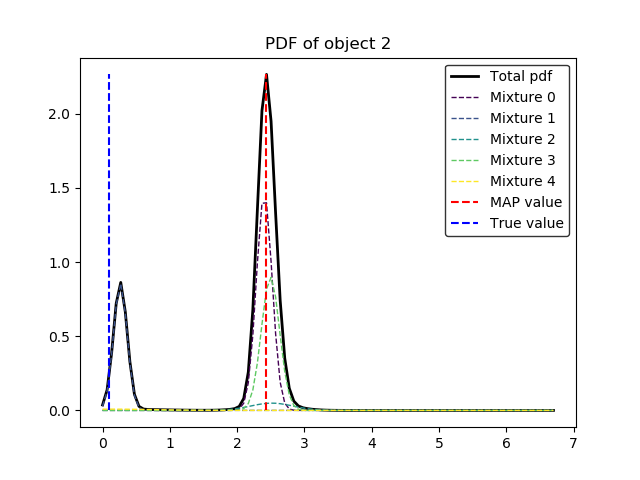 PDF of object 2
Total pdf
Mixture 0
Mixture 1
Mixture 2
Mixture 3
Mixture 4
MAP value
True value
2.0
1.5
1.0
0.5
0.0
0 1 2 3 4 5 6 7